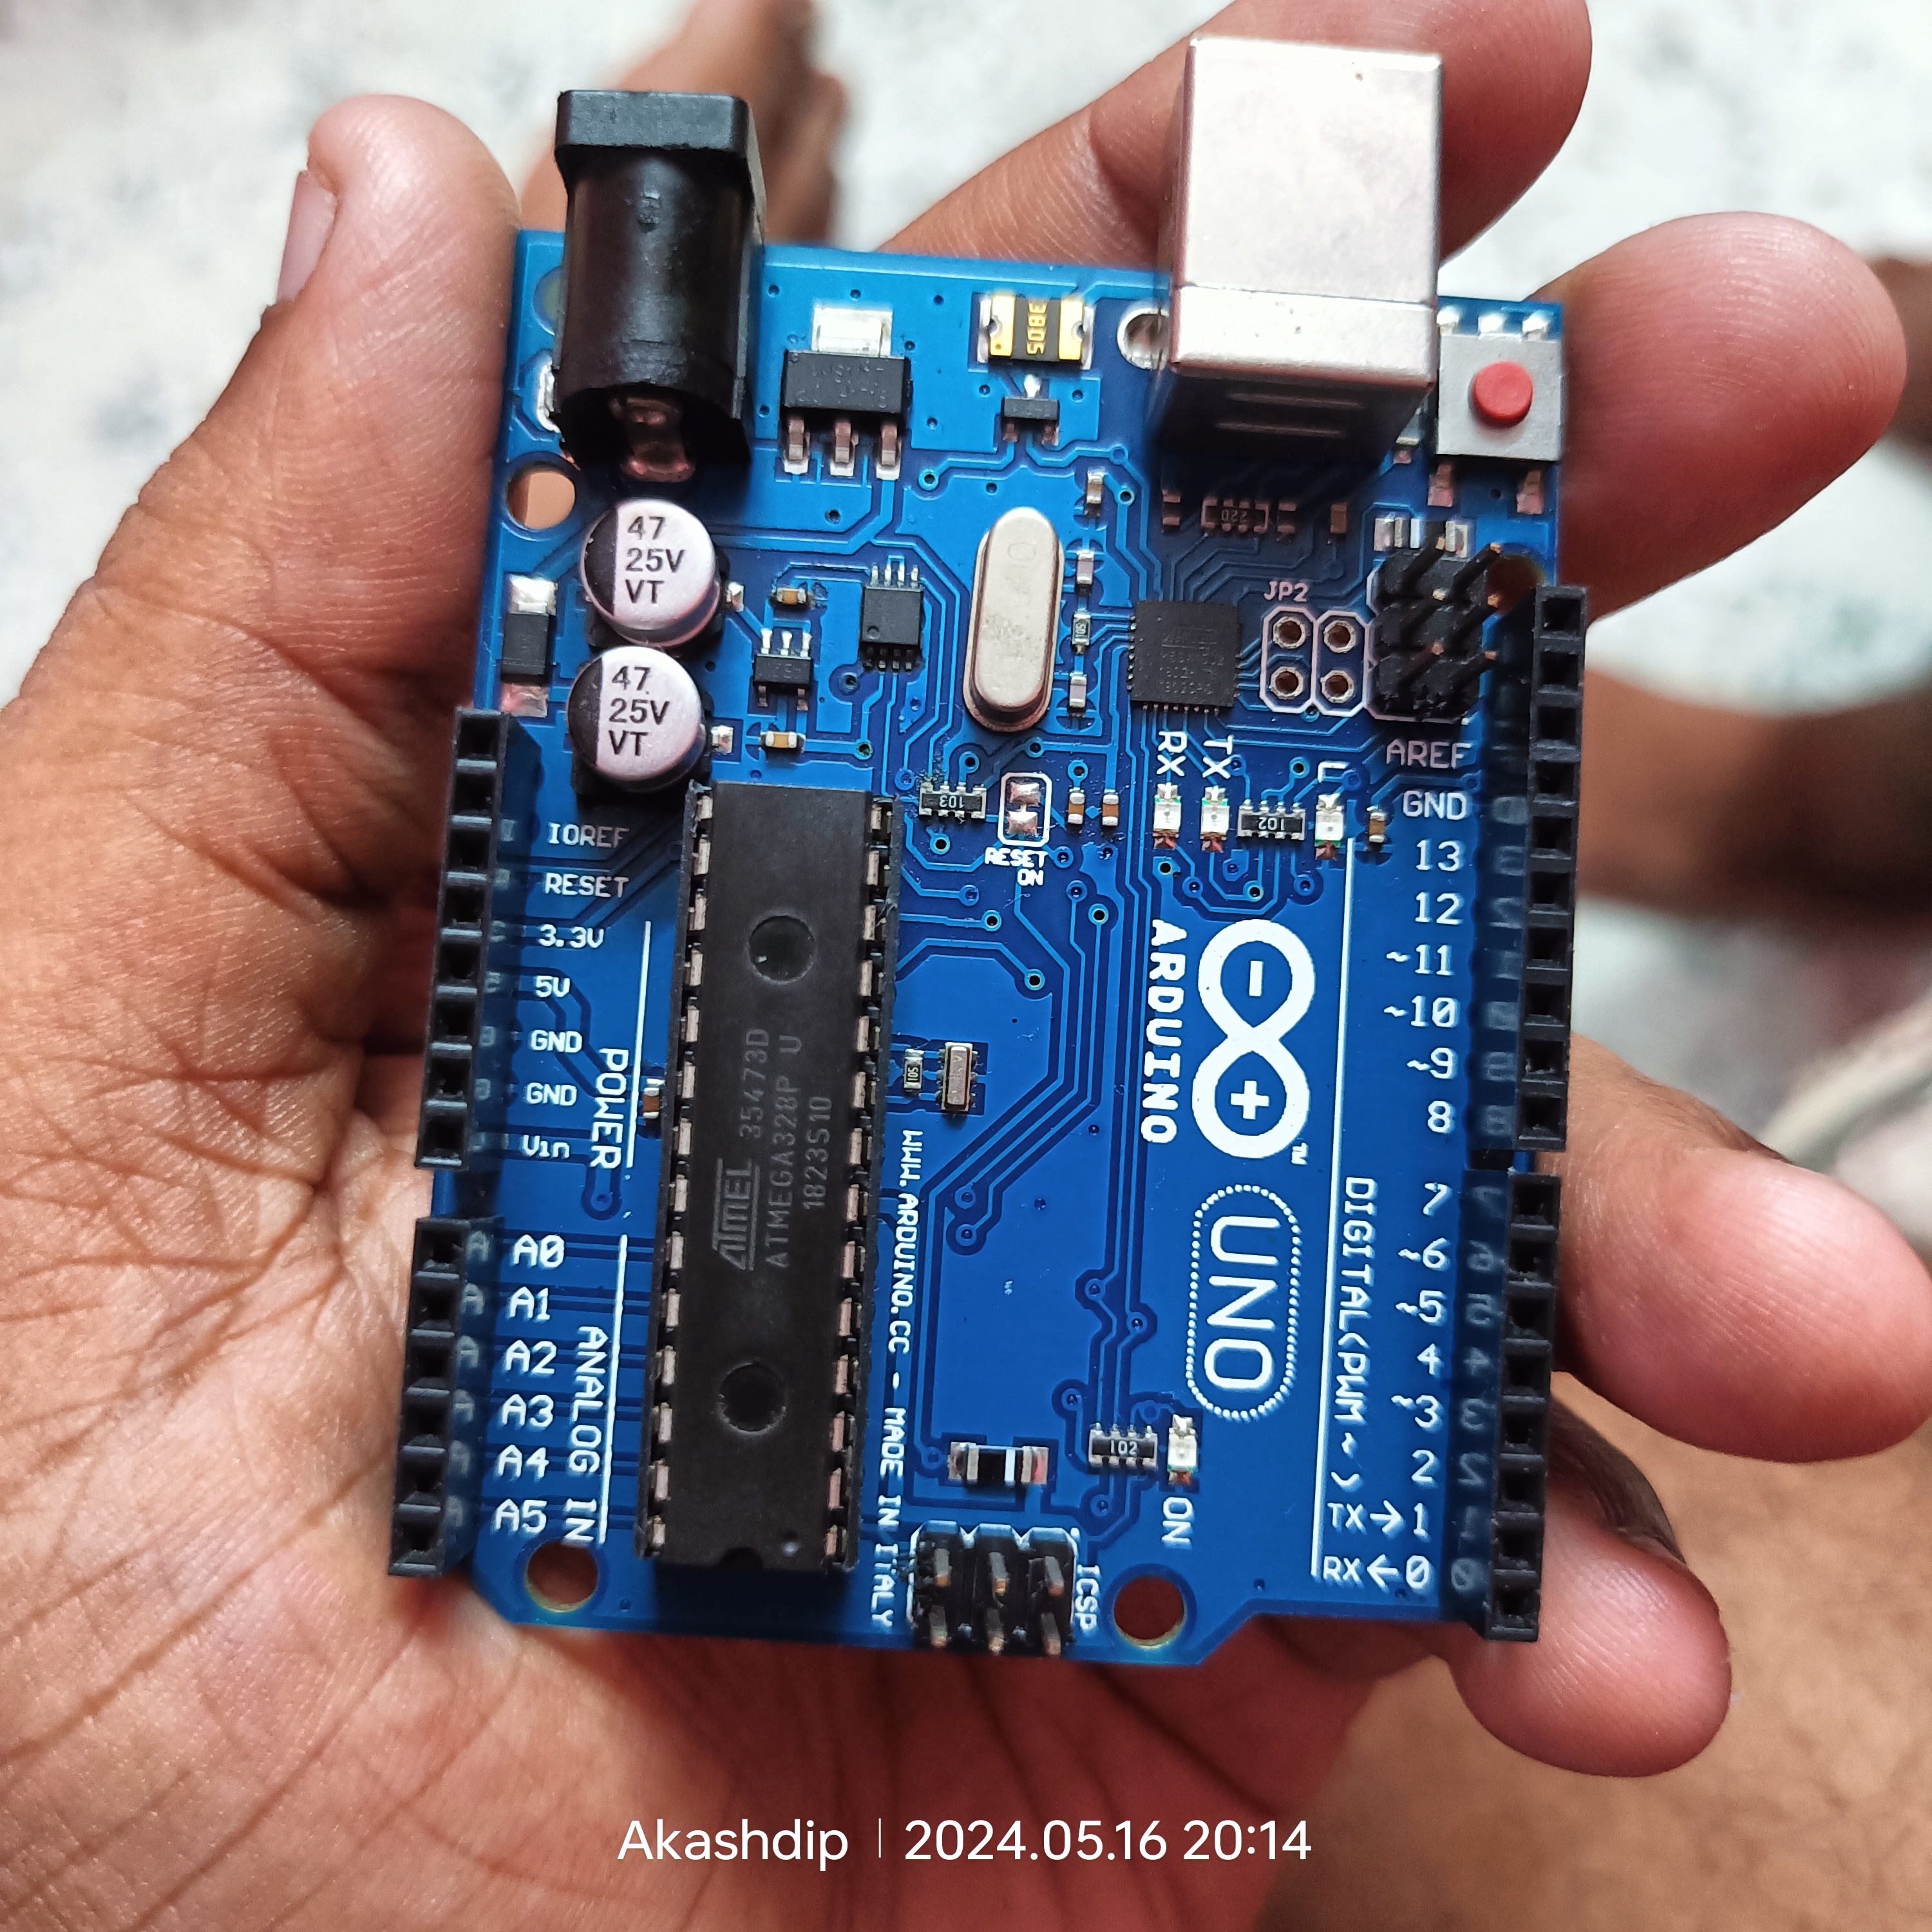 47
25V
VT
47
25V
VT
JP2
RX
TX
L
103
102
RESET
ON
AREF
GND
13
12
~11
~10
~9
8
7
~6
~5
4
~3
2
TX→1
RX←0
DIGITAL(PWM ~ )
IOREF
RESET
3.3V
5V
GND
GND
Vin
POWER
A0
A1
A2
A3
A4
A5
ANALOG IN
ATMEL 35473D
ATMEGA328P U
1823S10
105
WWW.ARDUINO.CC - MADE IN ITALY
ARDUINO
TM
UNO
102
ON
ICSP
Akashdip | 2024.05.16 20:14